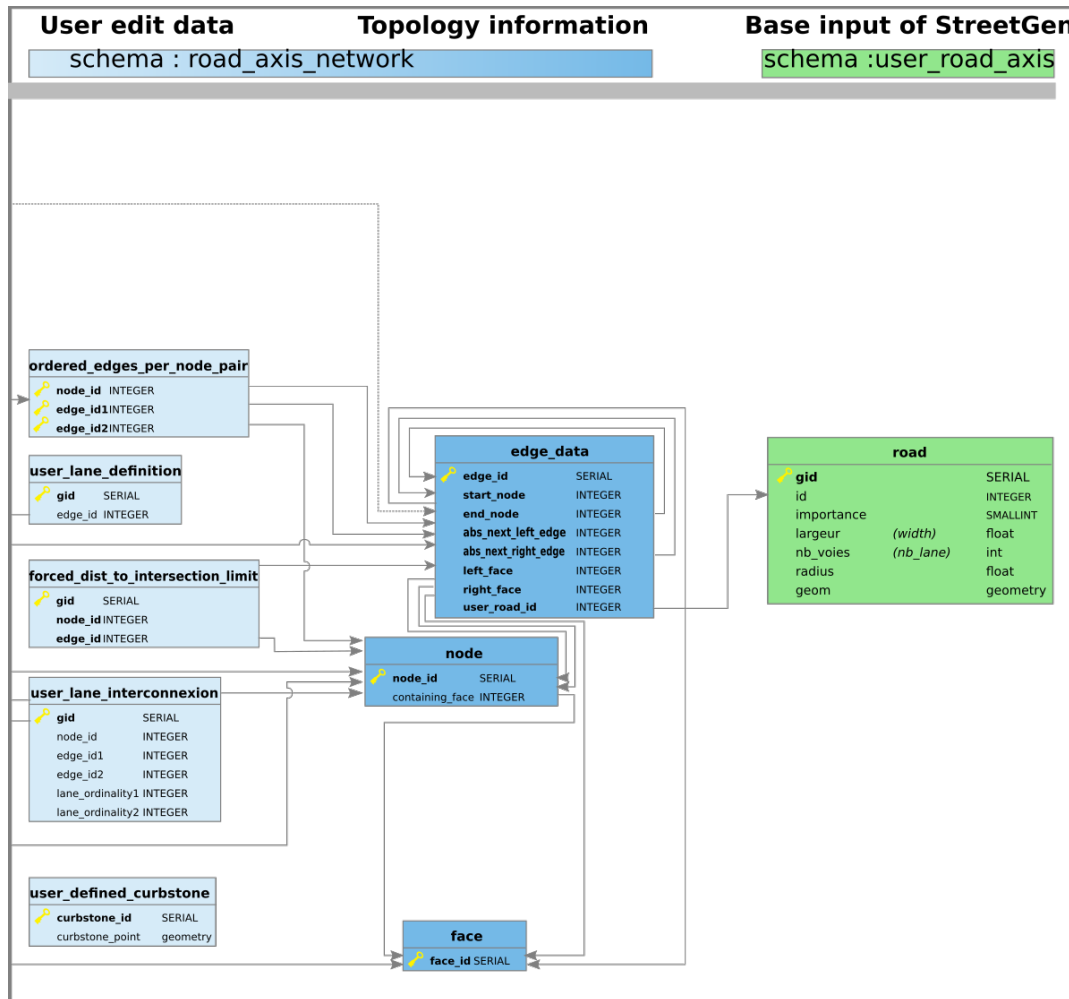 User edit data Topology information Base input of StreetGen
schema : road_axis_network schema :user_road_axis
ordered_edges_per_node_pair
node_id INTEGER
edge_id1 INTEGER
edge_id2 INTEGER
user_lane_definition
gid SERIAL
edge_id INTEGER
forced_dist_to_intersection_limit
gid SERIAL
node_id INTEGER
edge_id INTEGER
user_lane_interconnexion
gid SERIAL
node_id INTEGER
edge_id1 INTEGER
edge_id2 INTEGER
lane_ordinality1 INTEGER
lane_ordinality2 INTEGER
user_defined_curbstone
curbstone_id SERIAL
curbstone_point geometry
edge_data
edge_id SERIAL
start_node INTEGER
end_node INTEGER
abs_next_left_edge INTEGER
abs_next_right_edge INTEGER
left_face INTEGER
right_face INTEGER
user_road_id INTEGER
node
node_id SERIAL
containing_face INTEGER
face
face_id SERIAL
road
gid SERIAL
id INTEGER
importance SMALLINT
largeur (width) float
nb_voies (nb_lane) int
radius float
geom geometry